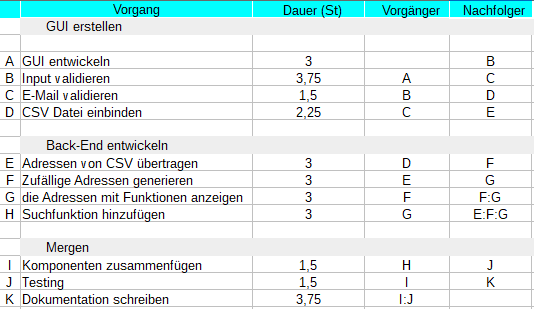 Vorgang Dauer (St) Vorgänger Nachfolger
GUI erstellen
A GUI entwickeln 3 B
B Input validieren 3,75 A C
C E-Mail validieren 1,5 B D
D CSV Datei einbinden 2,25 C E
Back-End entwickeln
E Adressen von CSV übertragen 3 D F
F Zufällige Adressen generieren 3 E G
G die Adressen mit Funktionen anzeigen 3 F F:G
H Suchfunktion hinzufügen 3 G E:F:G
Mergen
I Komponenten zusammenfügen 1,5 H J
J Testing 1,5 I K
K Dokumentation schreiben 3,75 I:J